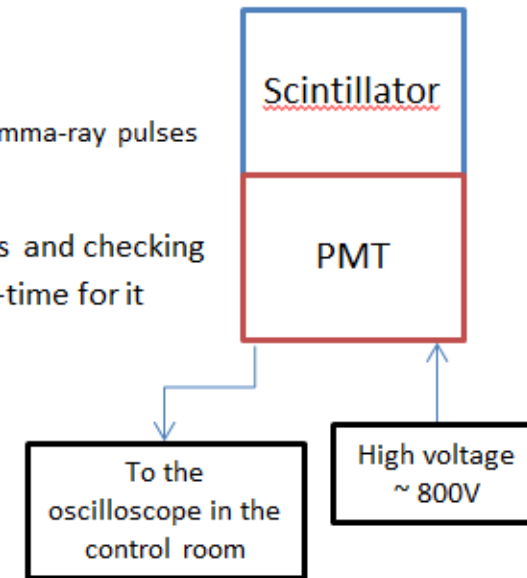 Scintillator
mma-ray pulses
s and checking
-time for it
PMT
To the
oscilloscope in the
control room
High voltage
~ 800V